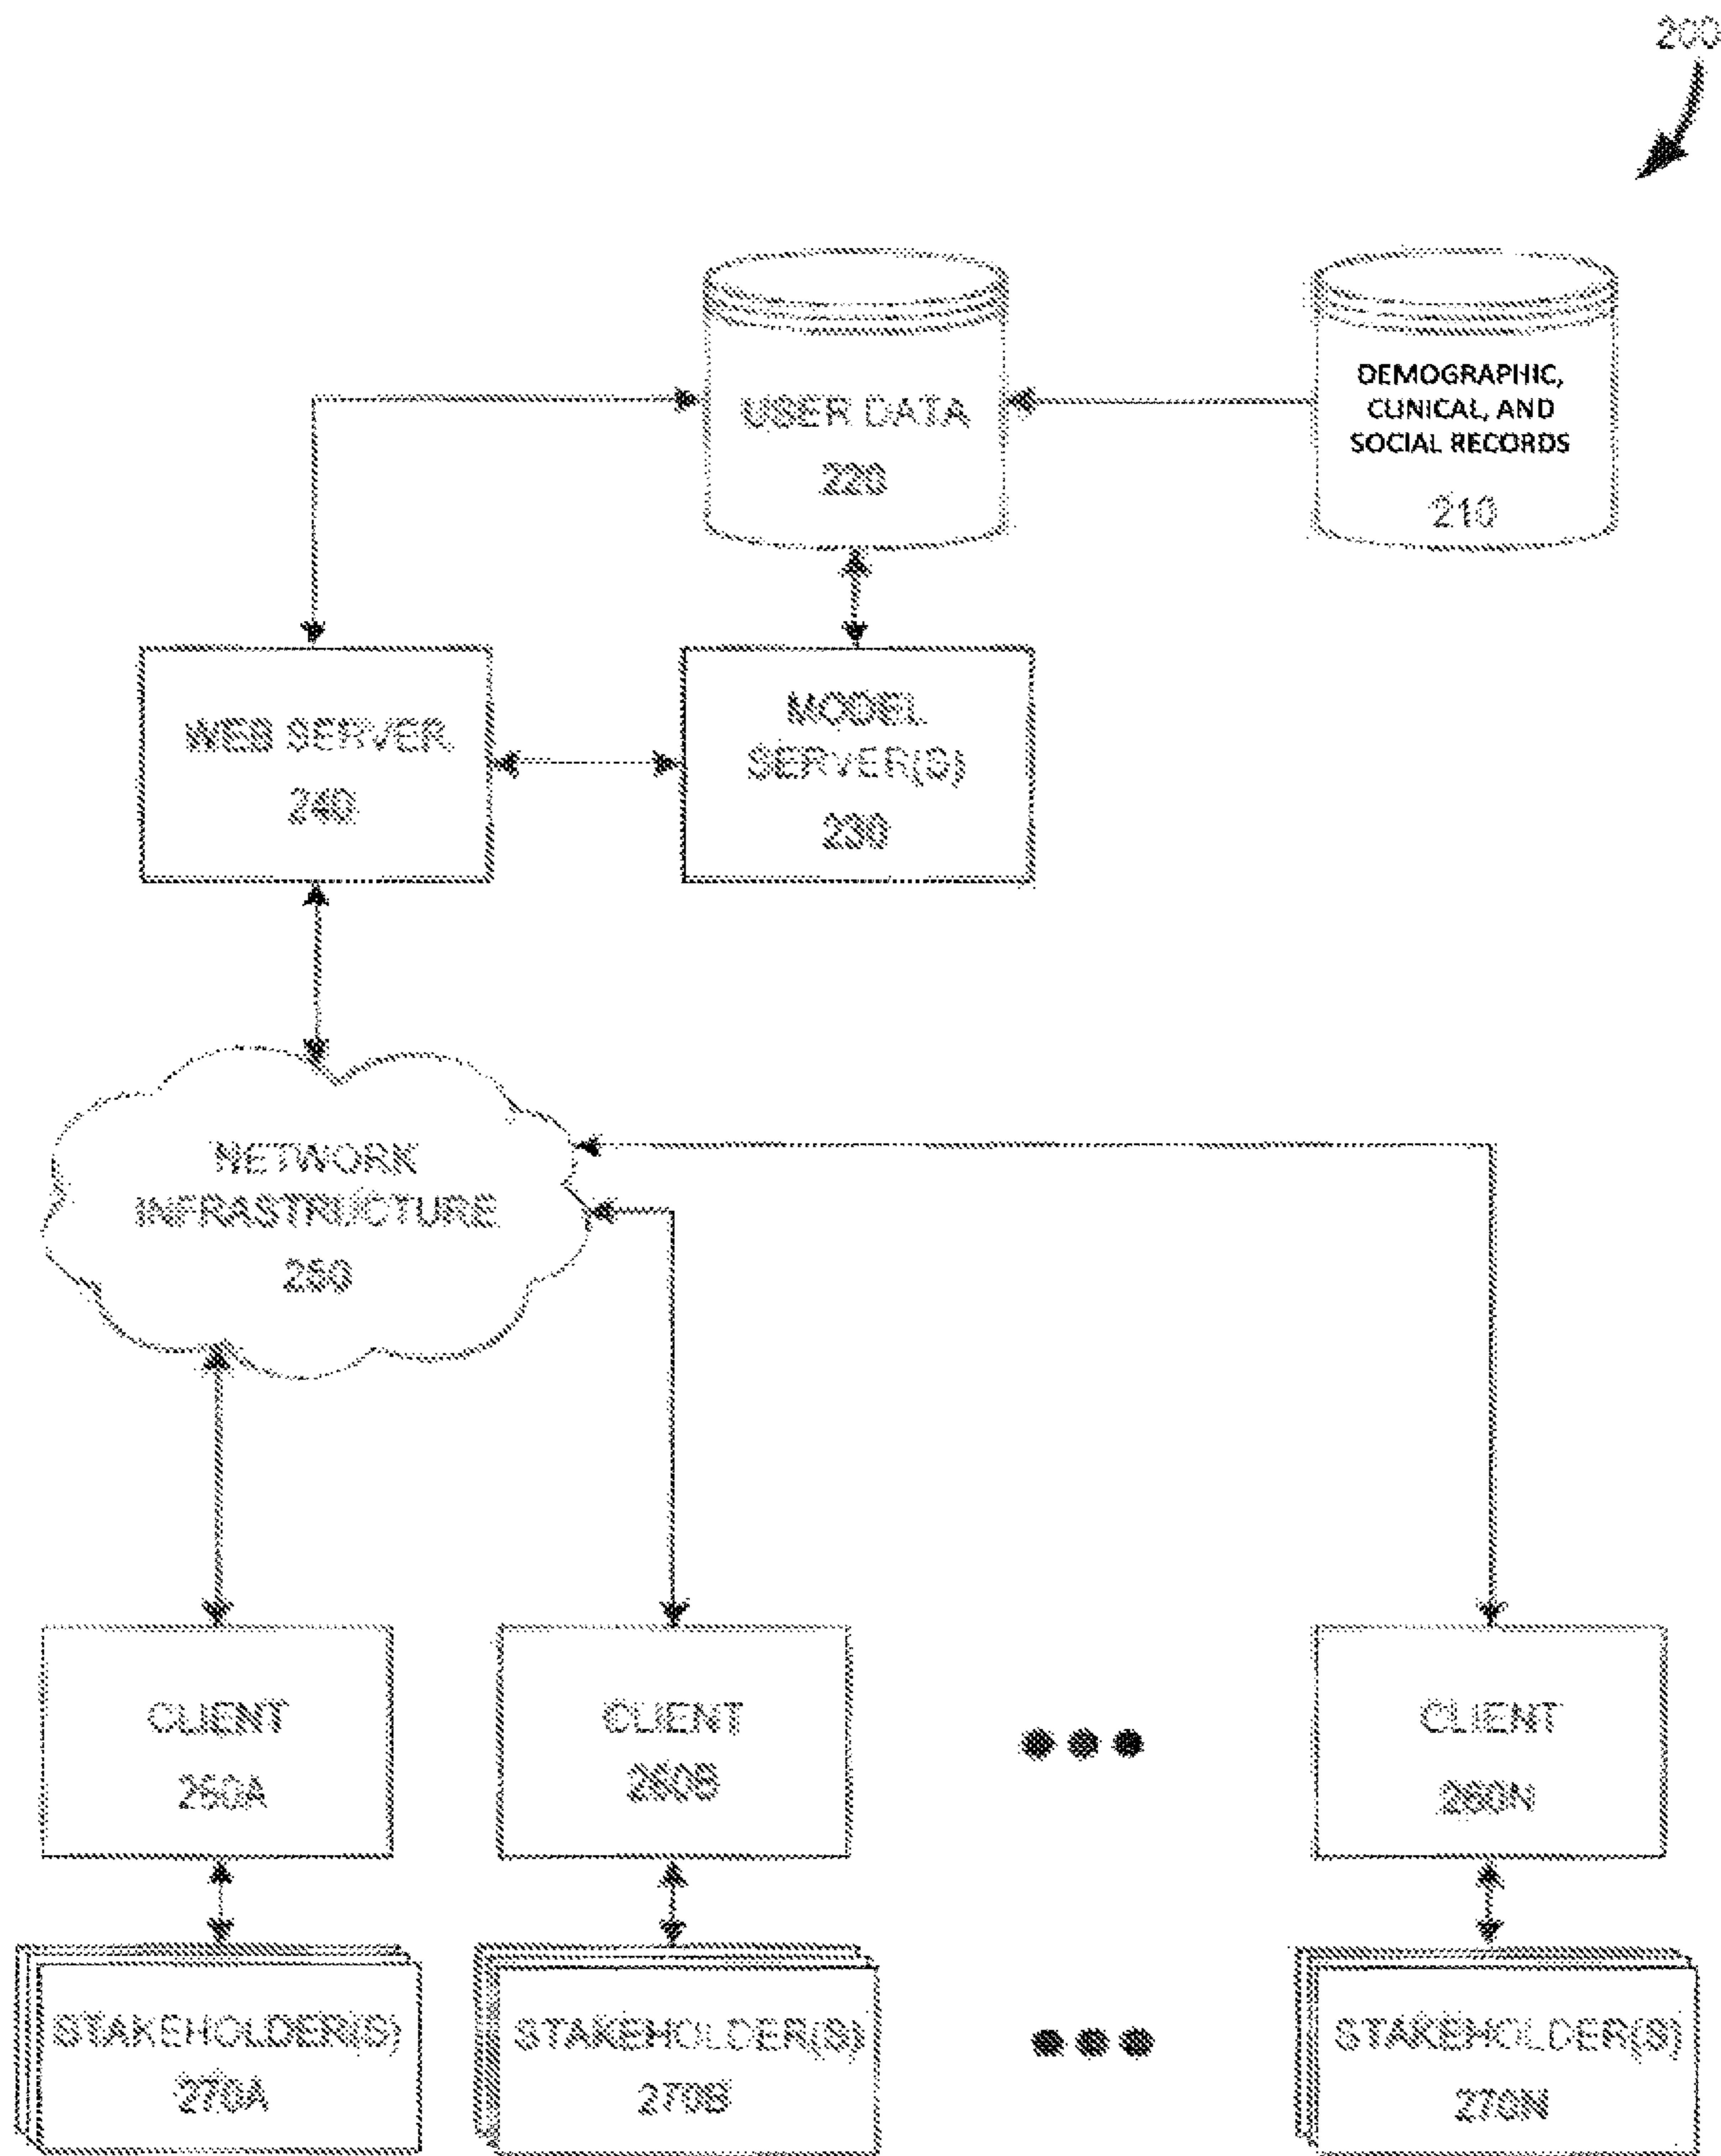 200
USER DATA
220
DEMOGRAPHIC,
CLINICAL, AND
SOCIAL RECORDS
210
WEB SERVER
240
MODEL
SERVER(S)
230
NETWORK
INFRASTRUCTURE
250
CLIENT
260A
CLIENT
260B
CLIENT
260N
STAKEHOLDER(S)
270A
STAKEHOLDER(S)
270B
STAKEHOLDER(S)
270N